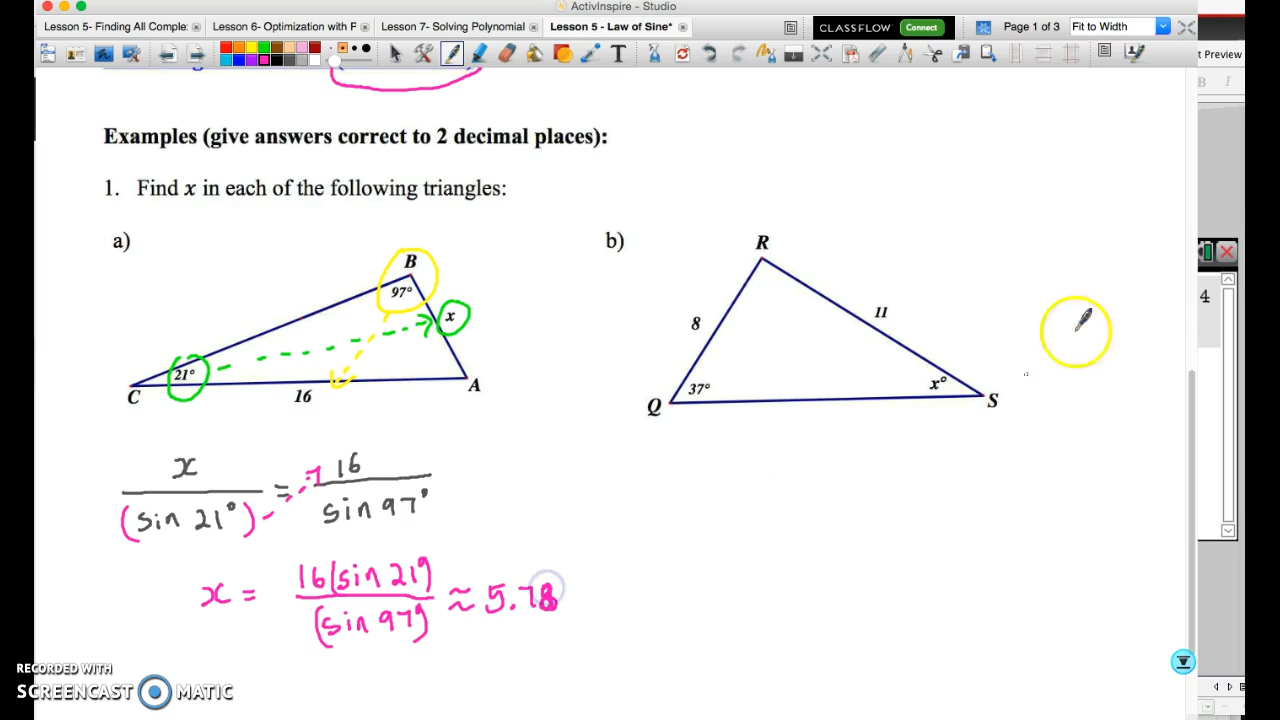 ActivInspire - Studio
Lesson 5-Finding All Comple:
Lesson 6- Optimization with P
Lesson 7- Solving Polynomial
Lesson 5 - Law of Sine*
CLASSFLOW
Connect
Page 1 of 3
Fit to Width
t Preview
B I
T
Examples (give answers correct to 2 decimal places):
1. Find x in each of the following triangles:
a)
b)
B
97°
x
21°
C
16
A
R
8
11
37°
x°
Q
S
4
x / (sin 21°) = 16 / sin 97°
x = 16(sin 21°) / (sin 97°) ≈ 5.78
RECORDED WITH
SCREENCAST MATIC